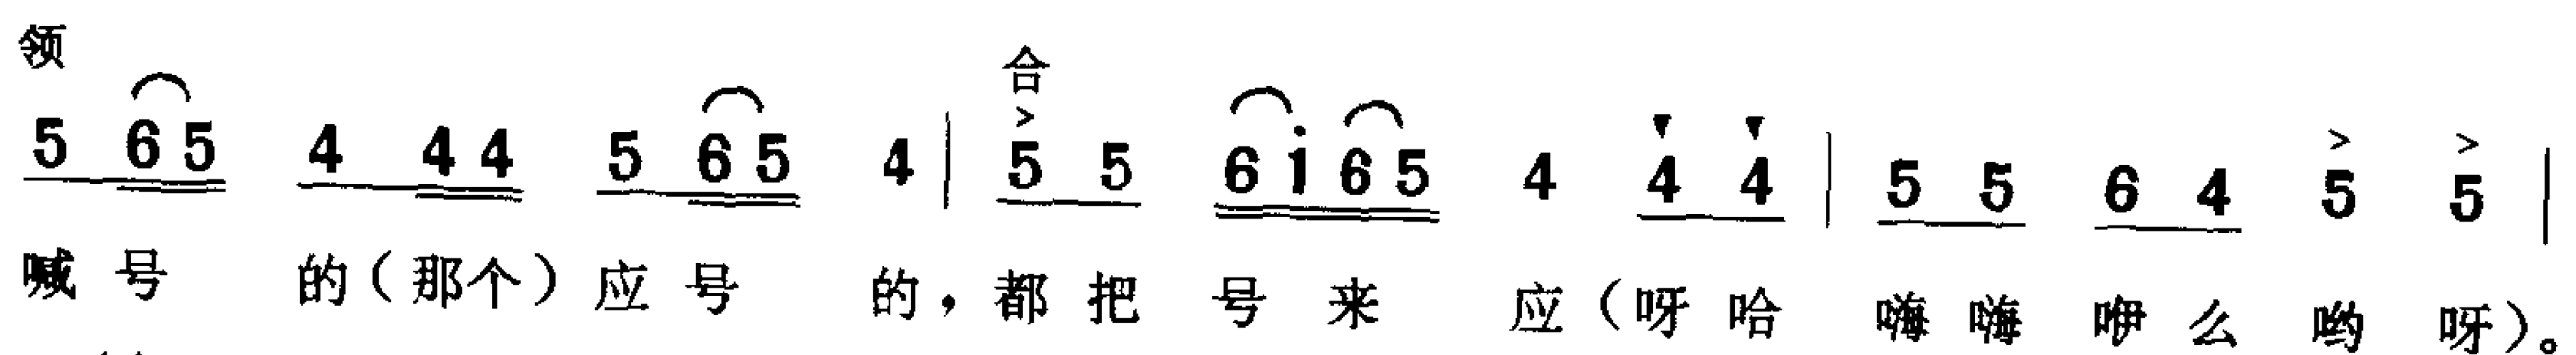 领 合
5 65 4 44 5 65 4 | 5 5 6i65 4 4 4 | 5 5 6 4 5 5 |
喊号 的（那个）应号 的，都把 号来 应（呀哈 嗨嗨 咿么 哟 呀）。